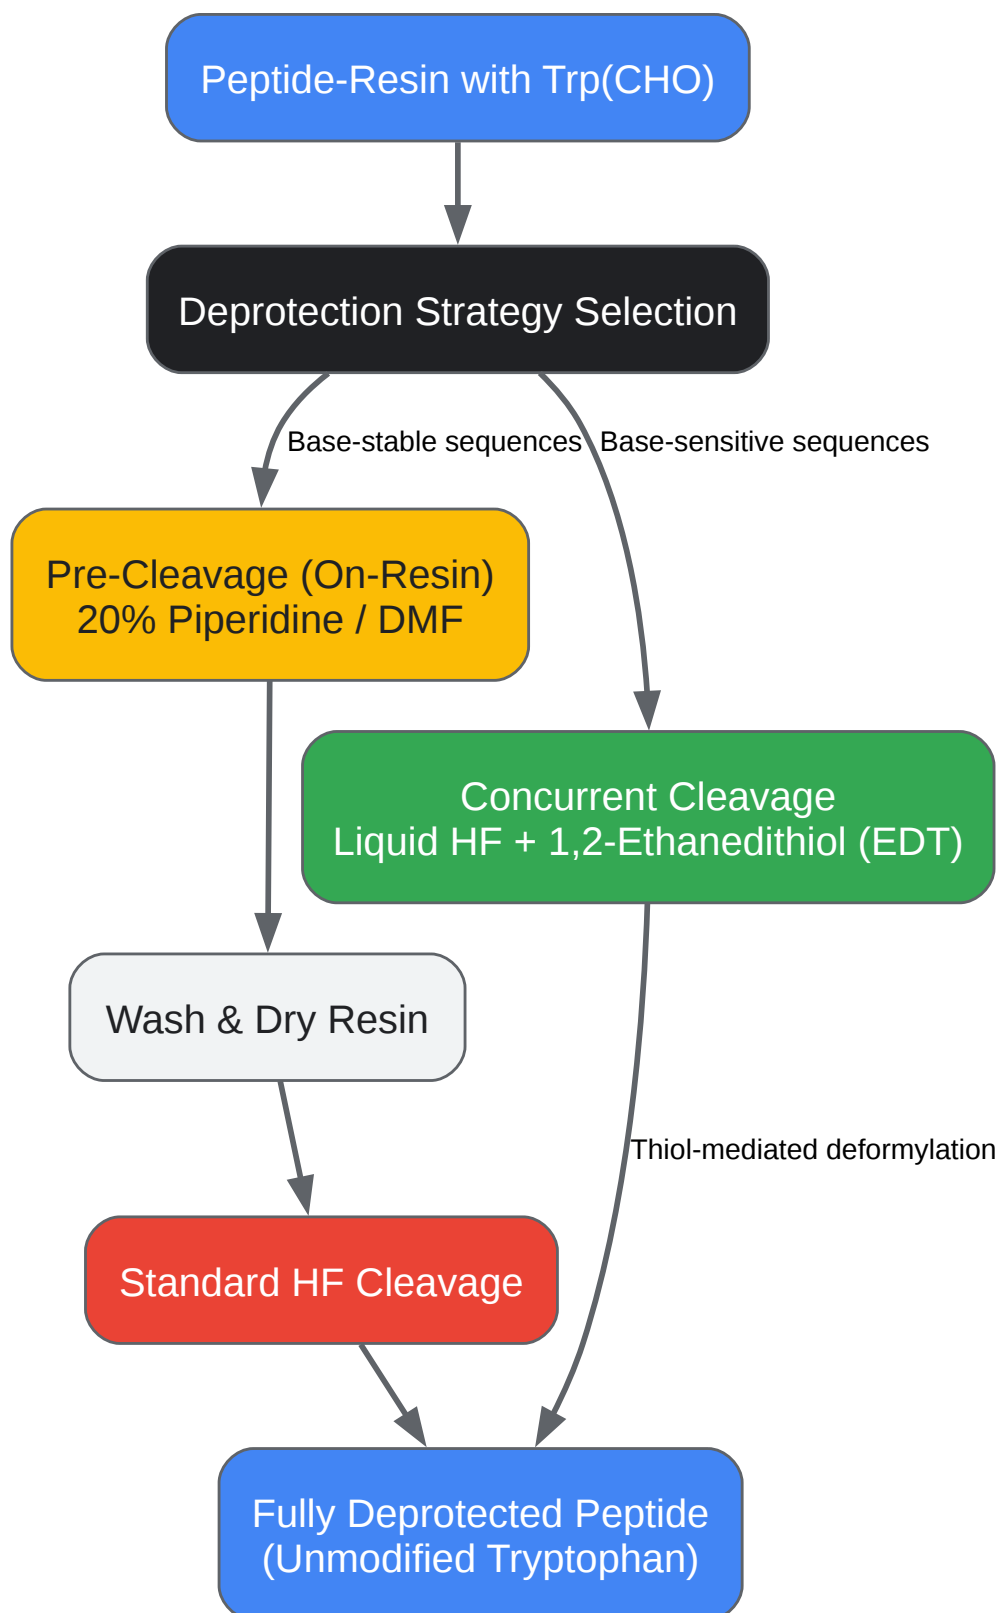 Peptide-Resin with Trp(CHO)
Deprotection Strategy Selection
Base-stable sequences
Base-sensitive sequences
Pre-Cleavage (On-Resin)
20% Piperidine / DMF
Concurrent Cleavage
Liquid HF + 1,2-Ethanedithiol (EDT)
Wash & Dry Resin
Thiol-mediated deformylation
Standard HF Cleavage
Fully Deprotected Peptide
(Unmodified Tryptophan)